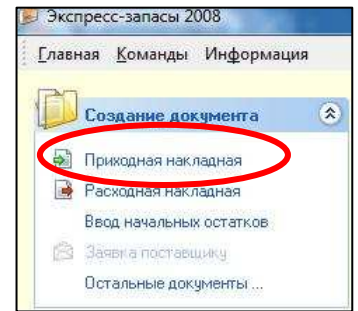 Экспресс-запасы 2008
Главная Команды Информация
Создание документа
Приходная накладная
Расходная накладная
Ввод начальных остатков
Заявка поставщику
Остальные документы ...